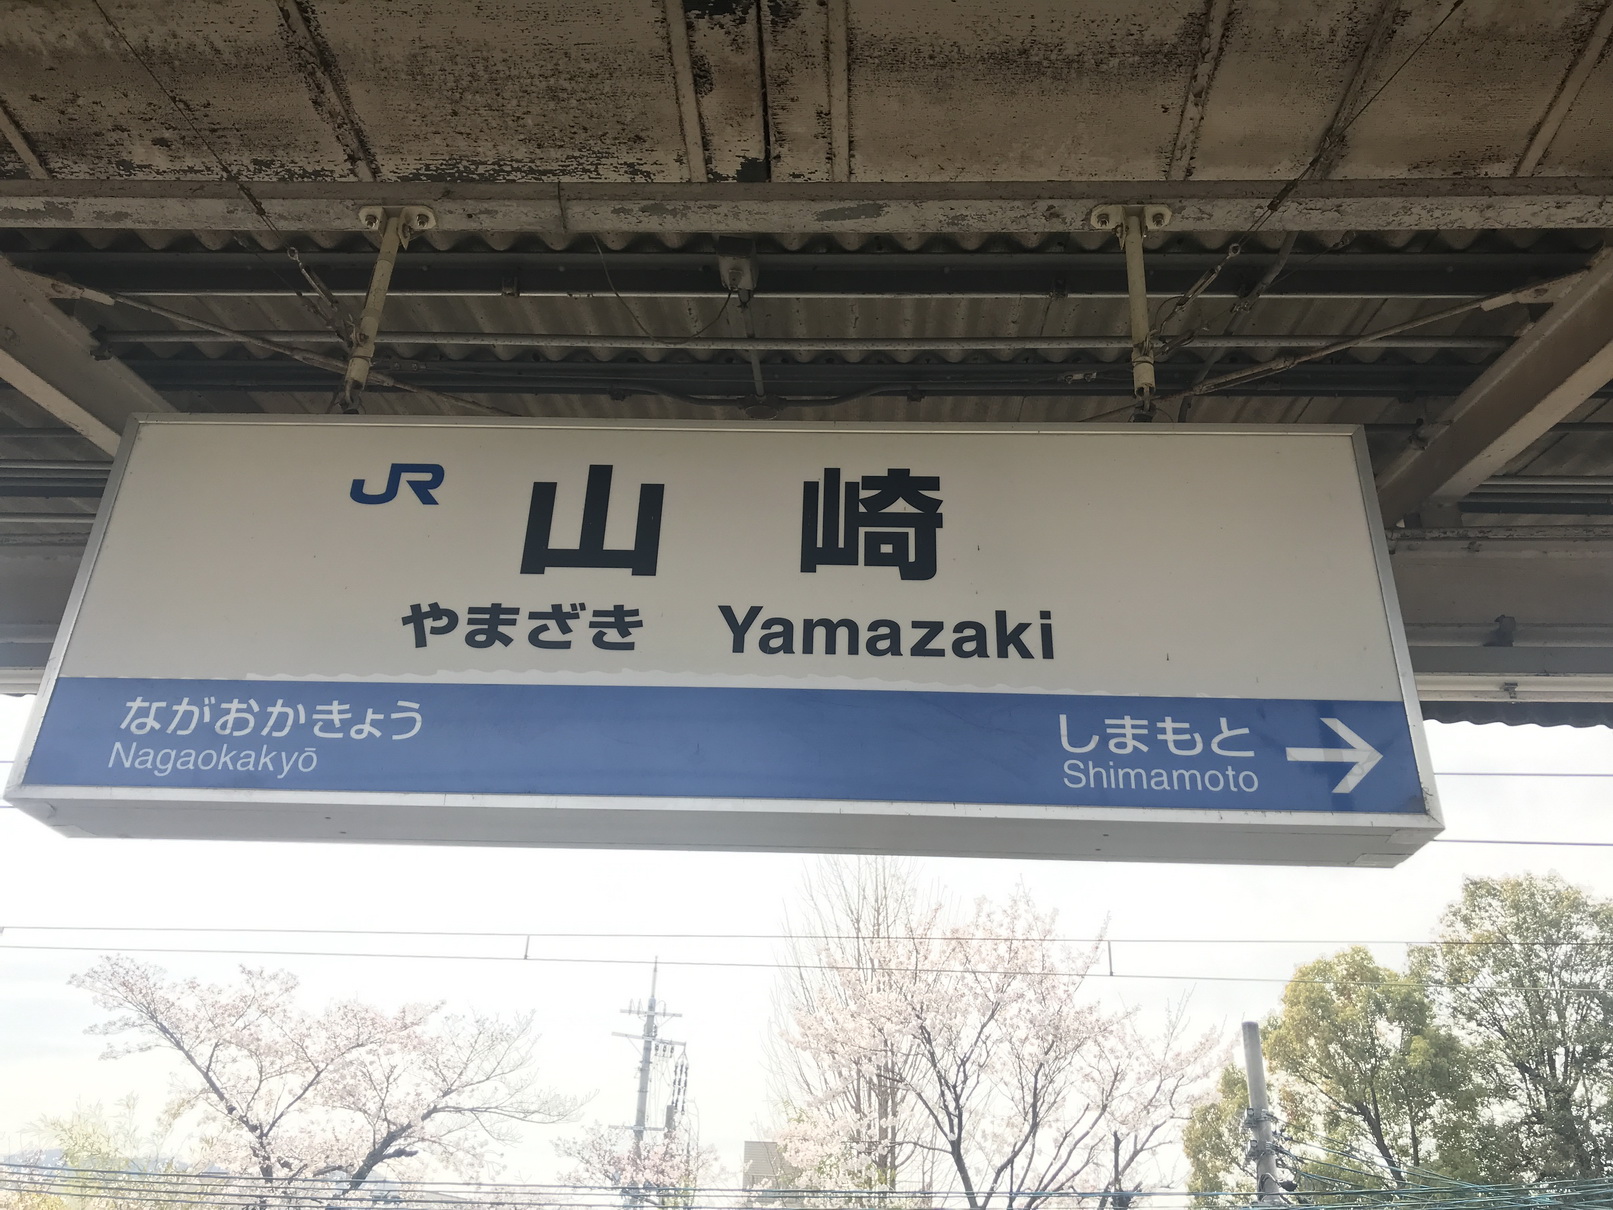 JR 山崎
やまざき Yamazaki
ながおかきょう
Nagaokakyō
しまもと
Shimamoto